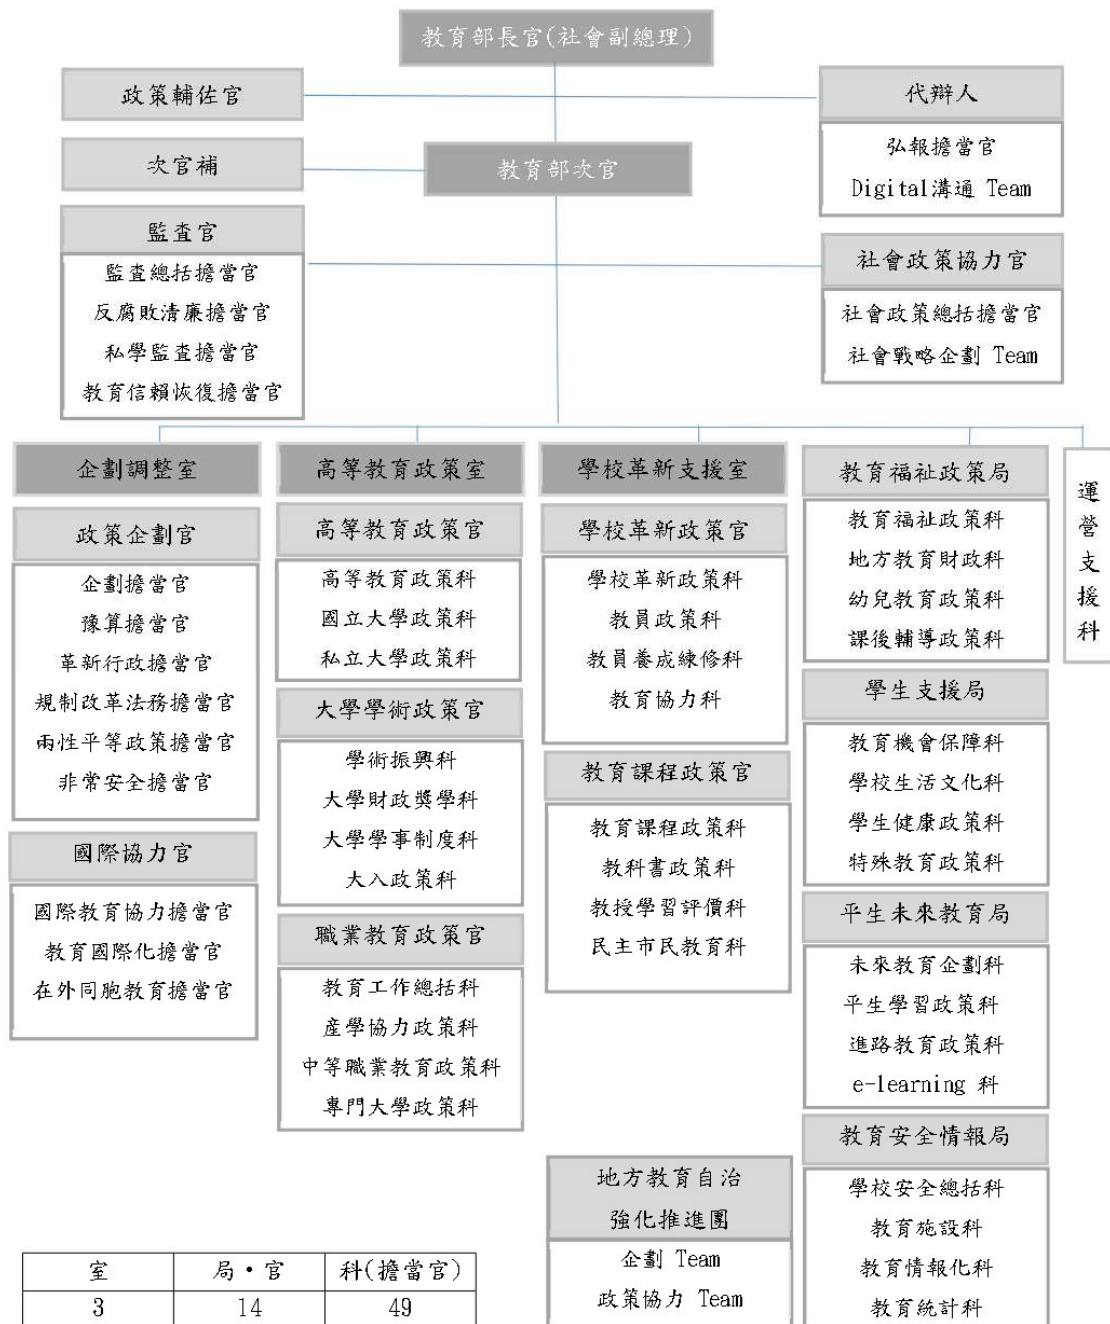 教育部長官(社會副總理)
政策輔佐官
代辯人
弘報擔當官
Digital溝通 Team
次官補
教育部次官
監査官
監査總括擔當官
反腐敗清廉擔當官
私學監査擔當官
教育信賴恢復擔當官
社會政策協力官
社會政策總括擔當官
社會戰略企劃 Team
企劃調整室
政策企劃官
企劃擔當官
豫算擔當官
革新行政擔當官
規制改革法務擔當官
兩性平等政策擔當官
非常安全擔當官
國際協力官
國際教育協力擔當官
教育國際化擔當官
在外同胞教育擔當官
高等教育政策室
高等教育政策官
高等教育政策科
國立大學政策科
私立大學政策科
大學學術政策官
學術振興科
大學財政獎學科
大學學事制度科
大入政策科
職業教育政策官
教育工作總括科
產學協力政策科
中等職業教育政策科
專門大學政策科
學校革新支援室
學校革新政策官
學校革新政策科
教員政策科
教員養成練修科
教育協力科
教育課程政策官
教育課程政策科
教科書政策科
教授學習評價科
民主市民教育科
地方教育自治
強化推進團
企劃 Team
政策協力 Team
教育福祉政策局
教育福祉政策科
地方教育財政科
幼兒教育政策科
課後輔導政策科
學生支援局
教育機會保障科
學校生活文化科
學生健康政策科
特殊教育政策科
平生未來教育局
未來教育企劃科
平生學習政策科
進路教育政策科
e-learning 科
教育安全情報局
學校安全總括科
教育施設科
教育情報化科
教育統計科
運營支援科
室 局・官 科(擔當官)
3 14 49